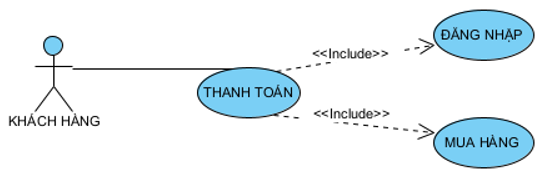 ĐĂNG NHẬP
<<Include>>
THANH TOÁN
KHÁCH HÀNG
<<Include>>
MUA HÀNG